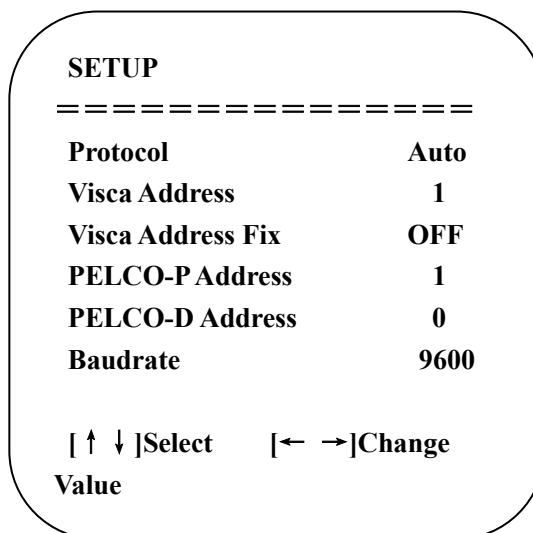 SETUP
===============
Protocol Auto
Visca Address 1
Visca Address Fix OFF
PELCO-P Address 1
PELCO-D Address 0
Baudrate 9600
[ ↑ ↓ ]Select [← →]Change
Value